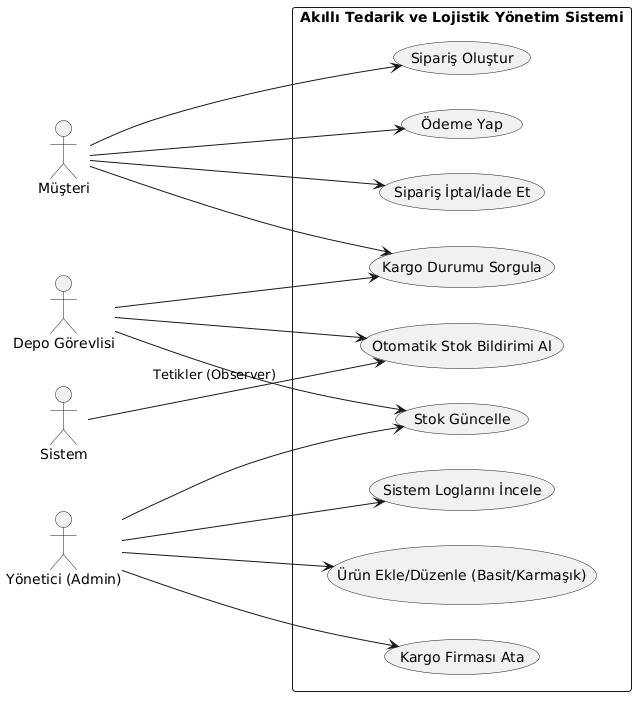 Akıllı Tedarik ve Lojistik Yönetim Sistemi
Sipariş Oluştur
Ödeme Yap
Müşteri
Sipariş İptal/İade Et
Kargo Durumu Sorgula
Depo Görevlisi
Otomatik Stok Bildirimi Al
Tetikler (Observer)
Stok Güncelle
Sistem
Sistem Loglarını İncele
Yönetici (Admin)
Ürün Ekle/Düzenle (Basit/Karmaşık)
Kargo Firması Ata